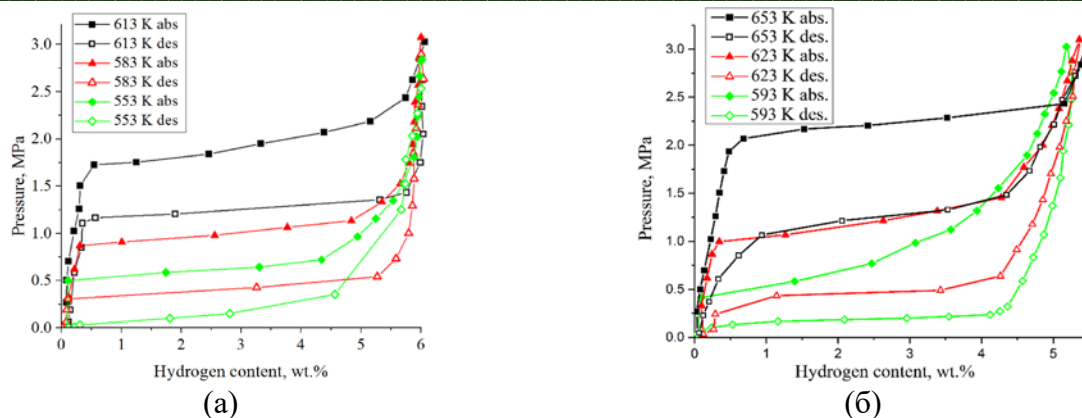 613 K abs
613 K des
583 K abs
583 K des
553 K abs
553 K des
3.0
2.5
2.0
1.5
1.0
0.5
0.0
Pressure, MPa
0 1 2 3 4 5 6
Hydrogen content, wt.%
(a)
653 K abs.
653 K des.
623 K abs.
623 K des.
593 K abs.
593 K des.
3.0
2.5
2.0
1.5
1.0
0.5
0.0
Pressure, MPa
0 1 2 3 4 5
Hydrogen content, wt.%
(б)